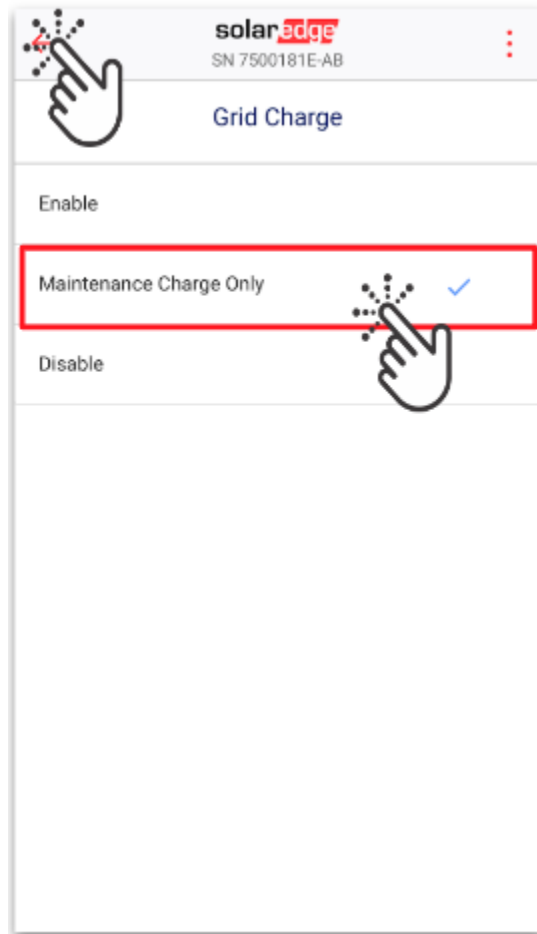 solaredge
SN 7500181E-AB
Grid Charge
Enable
Maintenance Charge Only
Disable